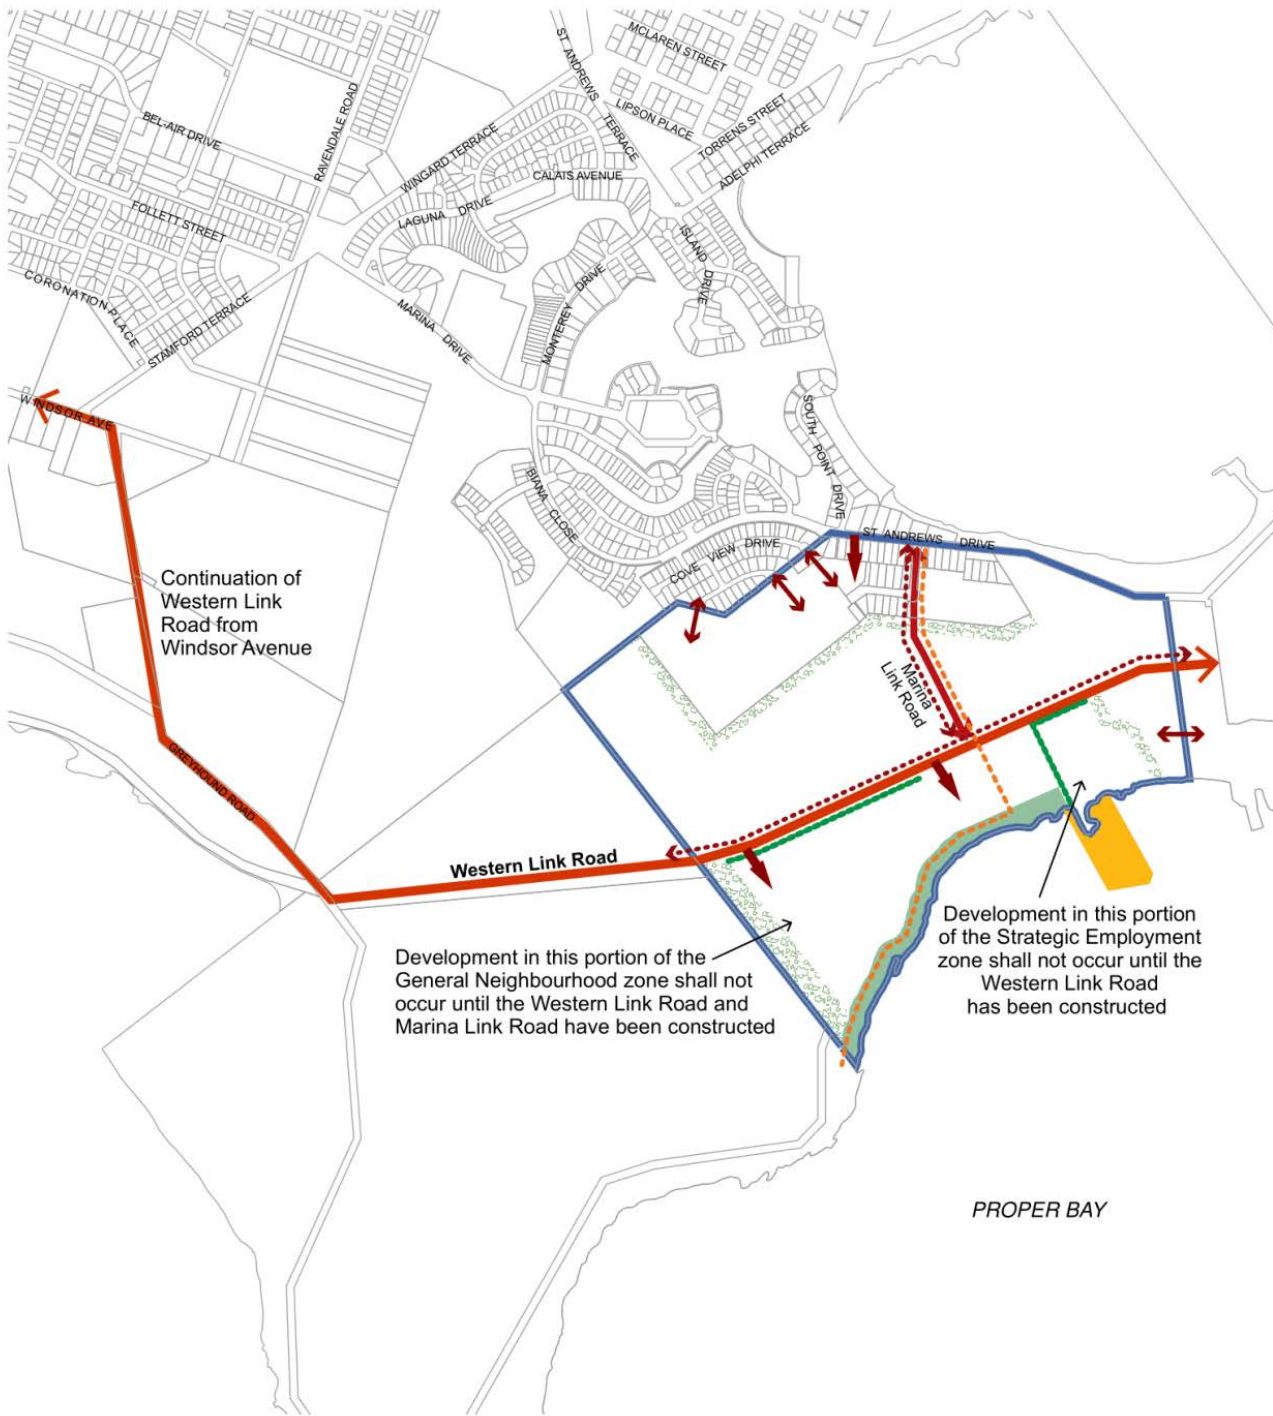 ST ANDREWS TERRACE
MCLAREN STREET
BEL-AIR DRIVE
RAVENDALE ROAD
WINGARD TERRACE
LIPSON PLACE
TORRENS STREET
ADELPHI TERRACE
CALAIS AVENUE
FOLLETT STREET
LAGUNA DRIVE
ISLAND DRIVE
CORONATION PLACE
STAMFORD TERRACE
MARINA DRIVE
MONTEREY DRIVE
WINDSOR AVE
SOUTH POINT DRIVE
BIANA CLOSE
COVE VIEW DRIVE
ST ANDREWS DRIVE
Continuation of
Western Link
Road from
Windsor Avenue
Marina
Link Road
GREYHOUND ROAD
Western Link Road
Development in this portion of the
General Neighbourhood zone shall not
occur until the Western Link Road and
Marina Link Road have been constructed
Development in this portion
of the Strategic Employment
zone shall not occur until the
Western Link Road
has been constructed
PROPER BAY